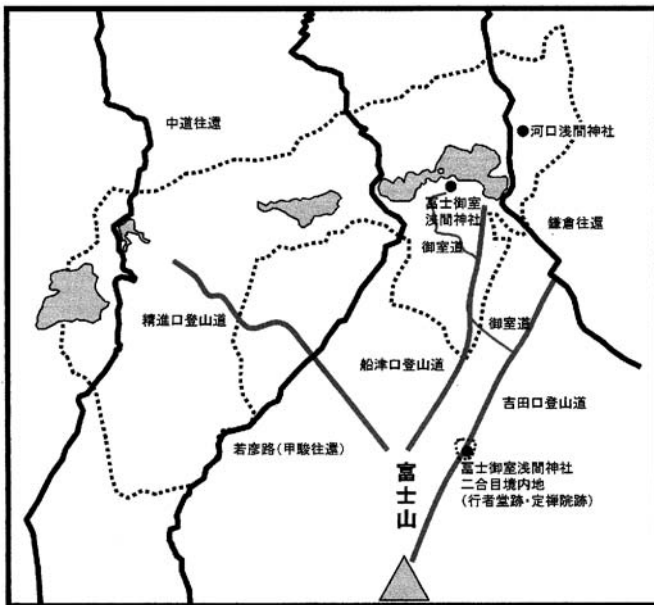 中道往還
河口浅間神社
冨士御室
浅間神社
鎌倉往還
御室道
精進口登山道
御室道
船津口登山道
吉田口登山道
若彦路(甲駿往還)
富士山
冨士御室浅間神社
二合目境内地
(行者堂跡・定禅院跡)